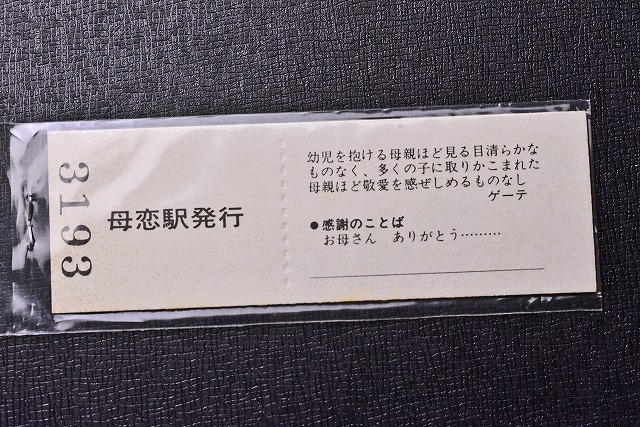 3193
母恋駅発行
幼児を抱ける母親ほど見る目清らかな
ものなく、多くの子に取りかこまれた
母親ほど敬愛を感ぜしめるものなし
ゲーテ
●感謝のことば
お母さん ありがとう………